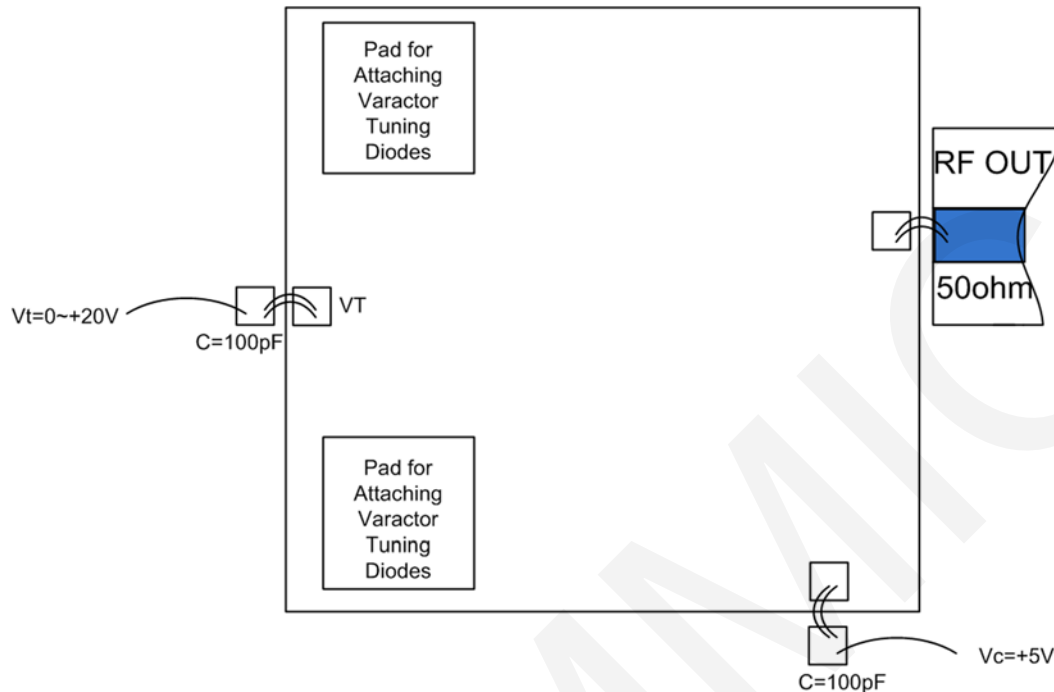 Pad for
Attaching
Varactor
Tuning
Diodes
RF OUT
50ohm
Vt=0~+20V
VT
C=100pF
Pad for
Attaching
Varactor
Tuning
Diodes
Vc=+5V
C=100pF
MMIC